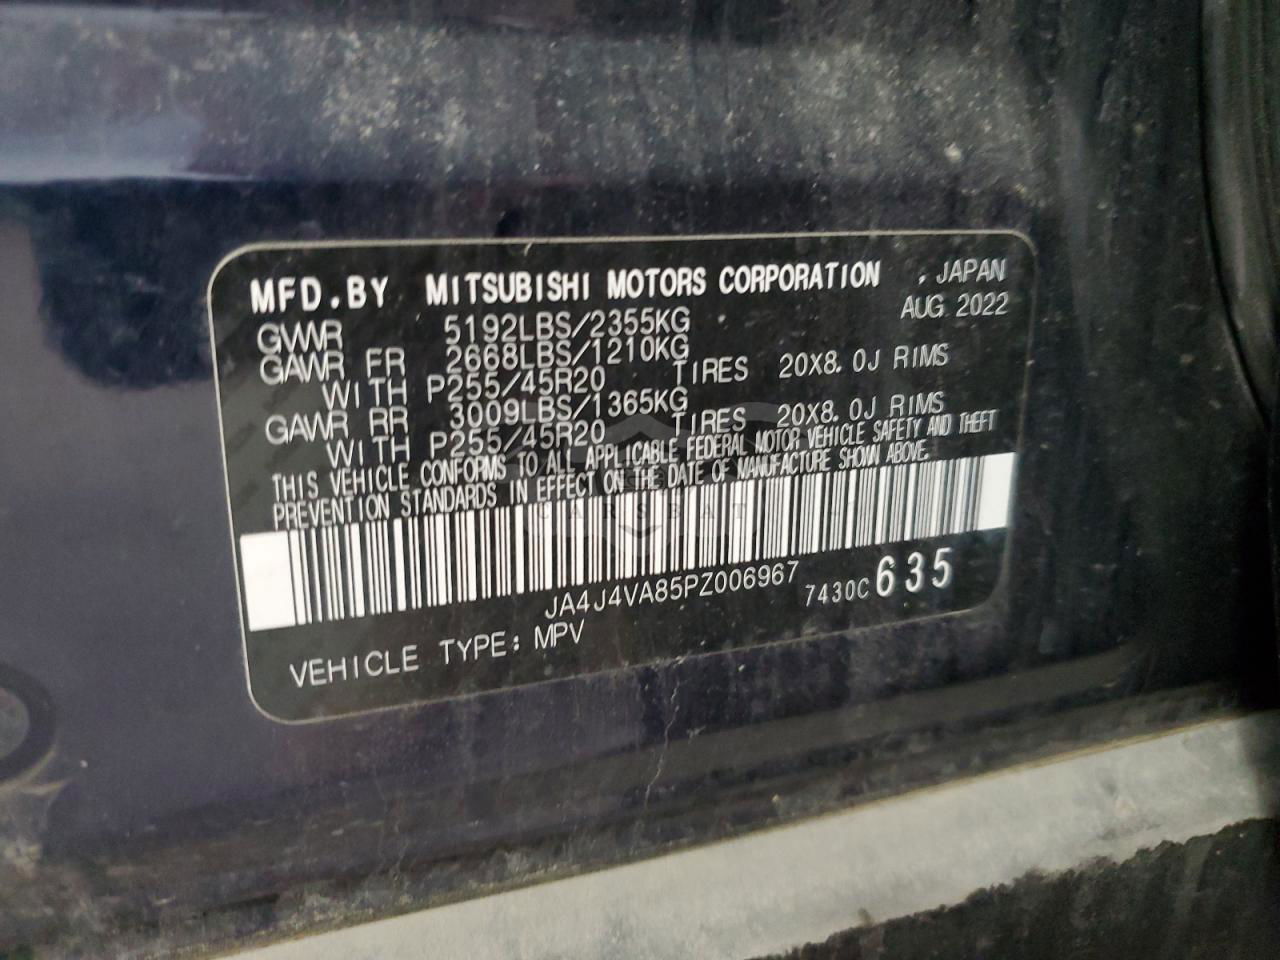 MFD.BY MITSUBISHI MOTORS CORPORATION , JAPAN
GVWR 5192LBS/2355KG AUG 2022
GAWR FR 2668LBS/1210KG
WITH P255/45R20 TIRES 20X8.0J RIMS
GAWR RR 3009LBS/1365KG
WITH P255/45R20 TIRES 20X8.0J RIMS
THIS VEHICLE CONFORMS TO ALL APPLICABLE FEDERAL MOTOR VEHICLE SAFETY AND THEFT
PREVENTION STANDARDS IN EFFECT ON THE DATE OF MANUFACTURE SHOWN ABOVE.
CARSBAT
JA4J4VA85PZ006967 7430C 635
VEHICLE TYPE: MPV